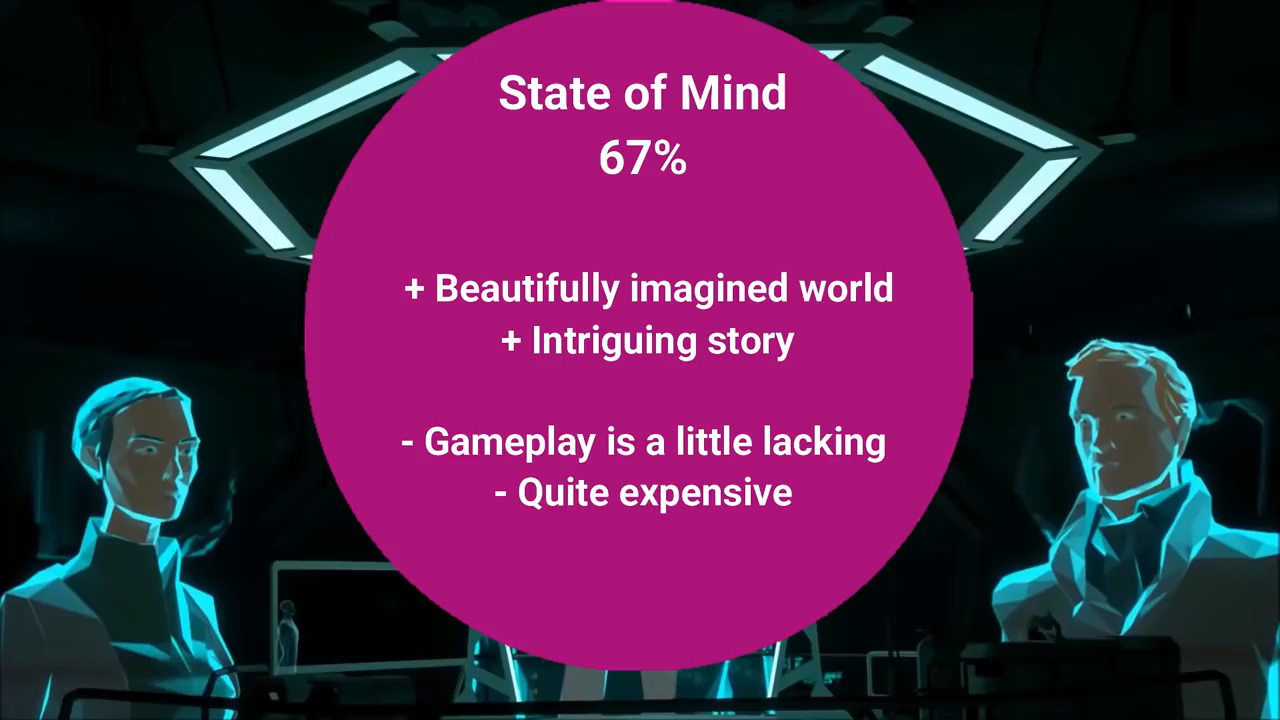 State of Mind
67%
+ Beautifully imagined world
+ Intriguing story
- Gameplay is a little lacking
- Quite expensive